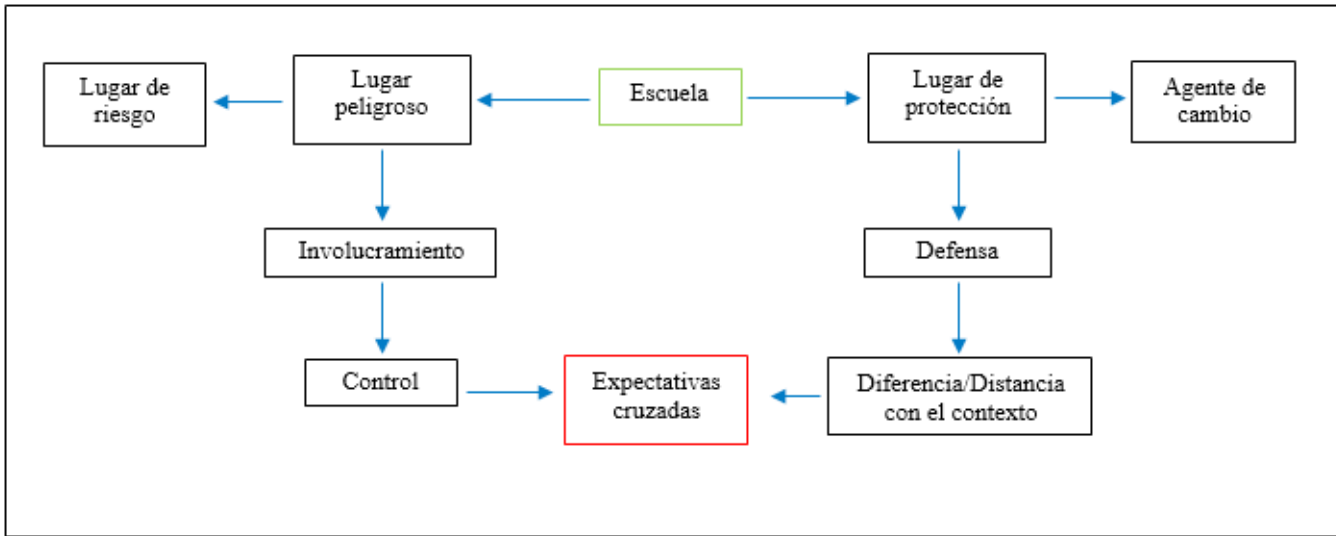 Lugar de
riesgo
Lugar
peligroso
Escuela
Lugar de
protección
Agente de
cambio
Involucramiento
Defensa
Control
Expectativas
cruzadas
Diferencia/Distancia
con el contexto